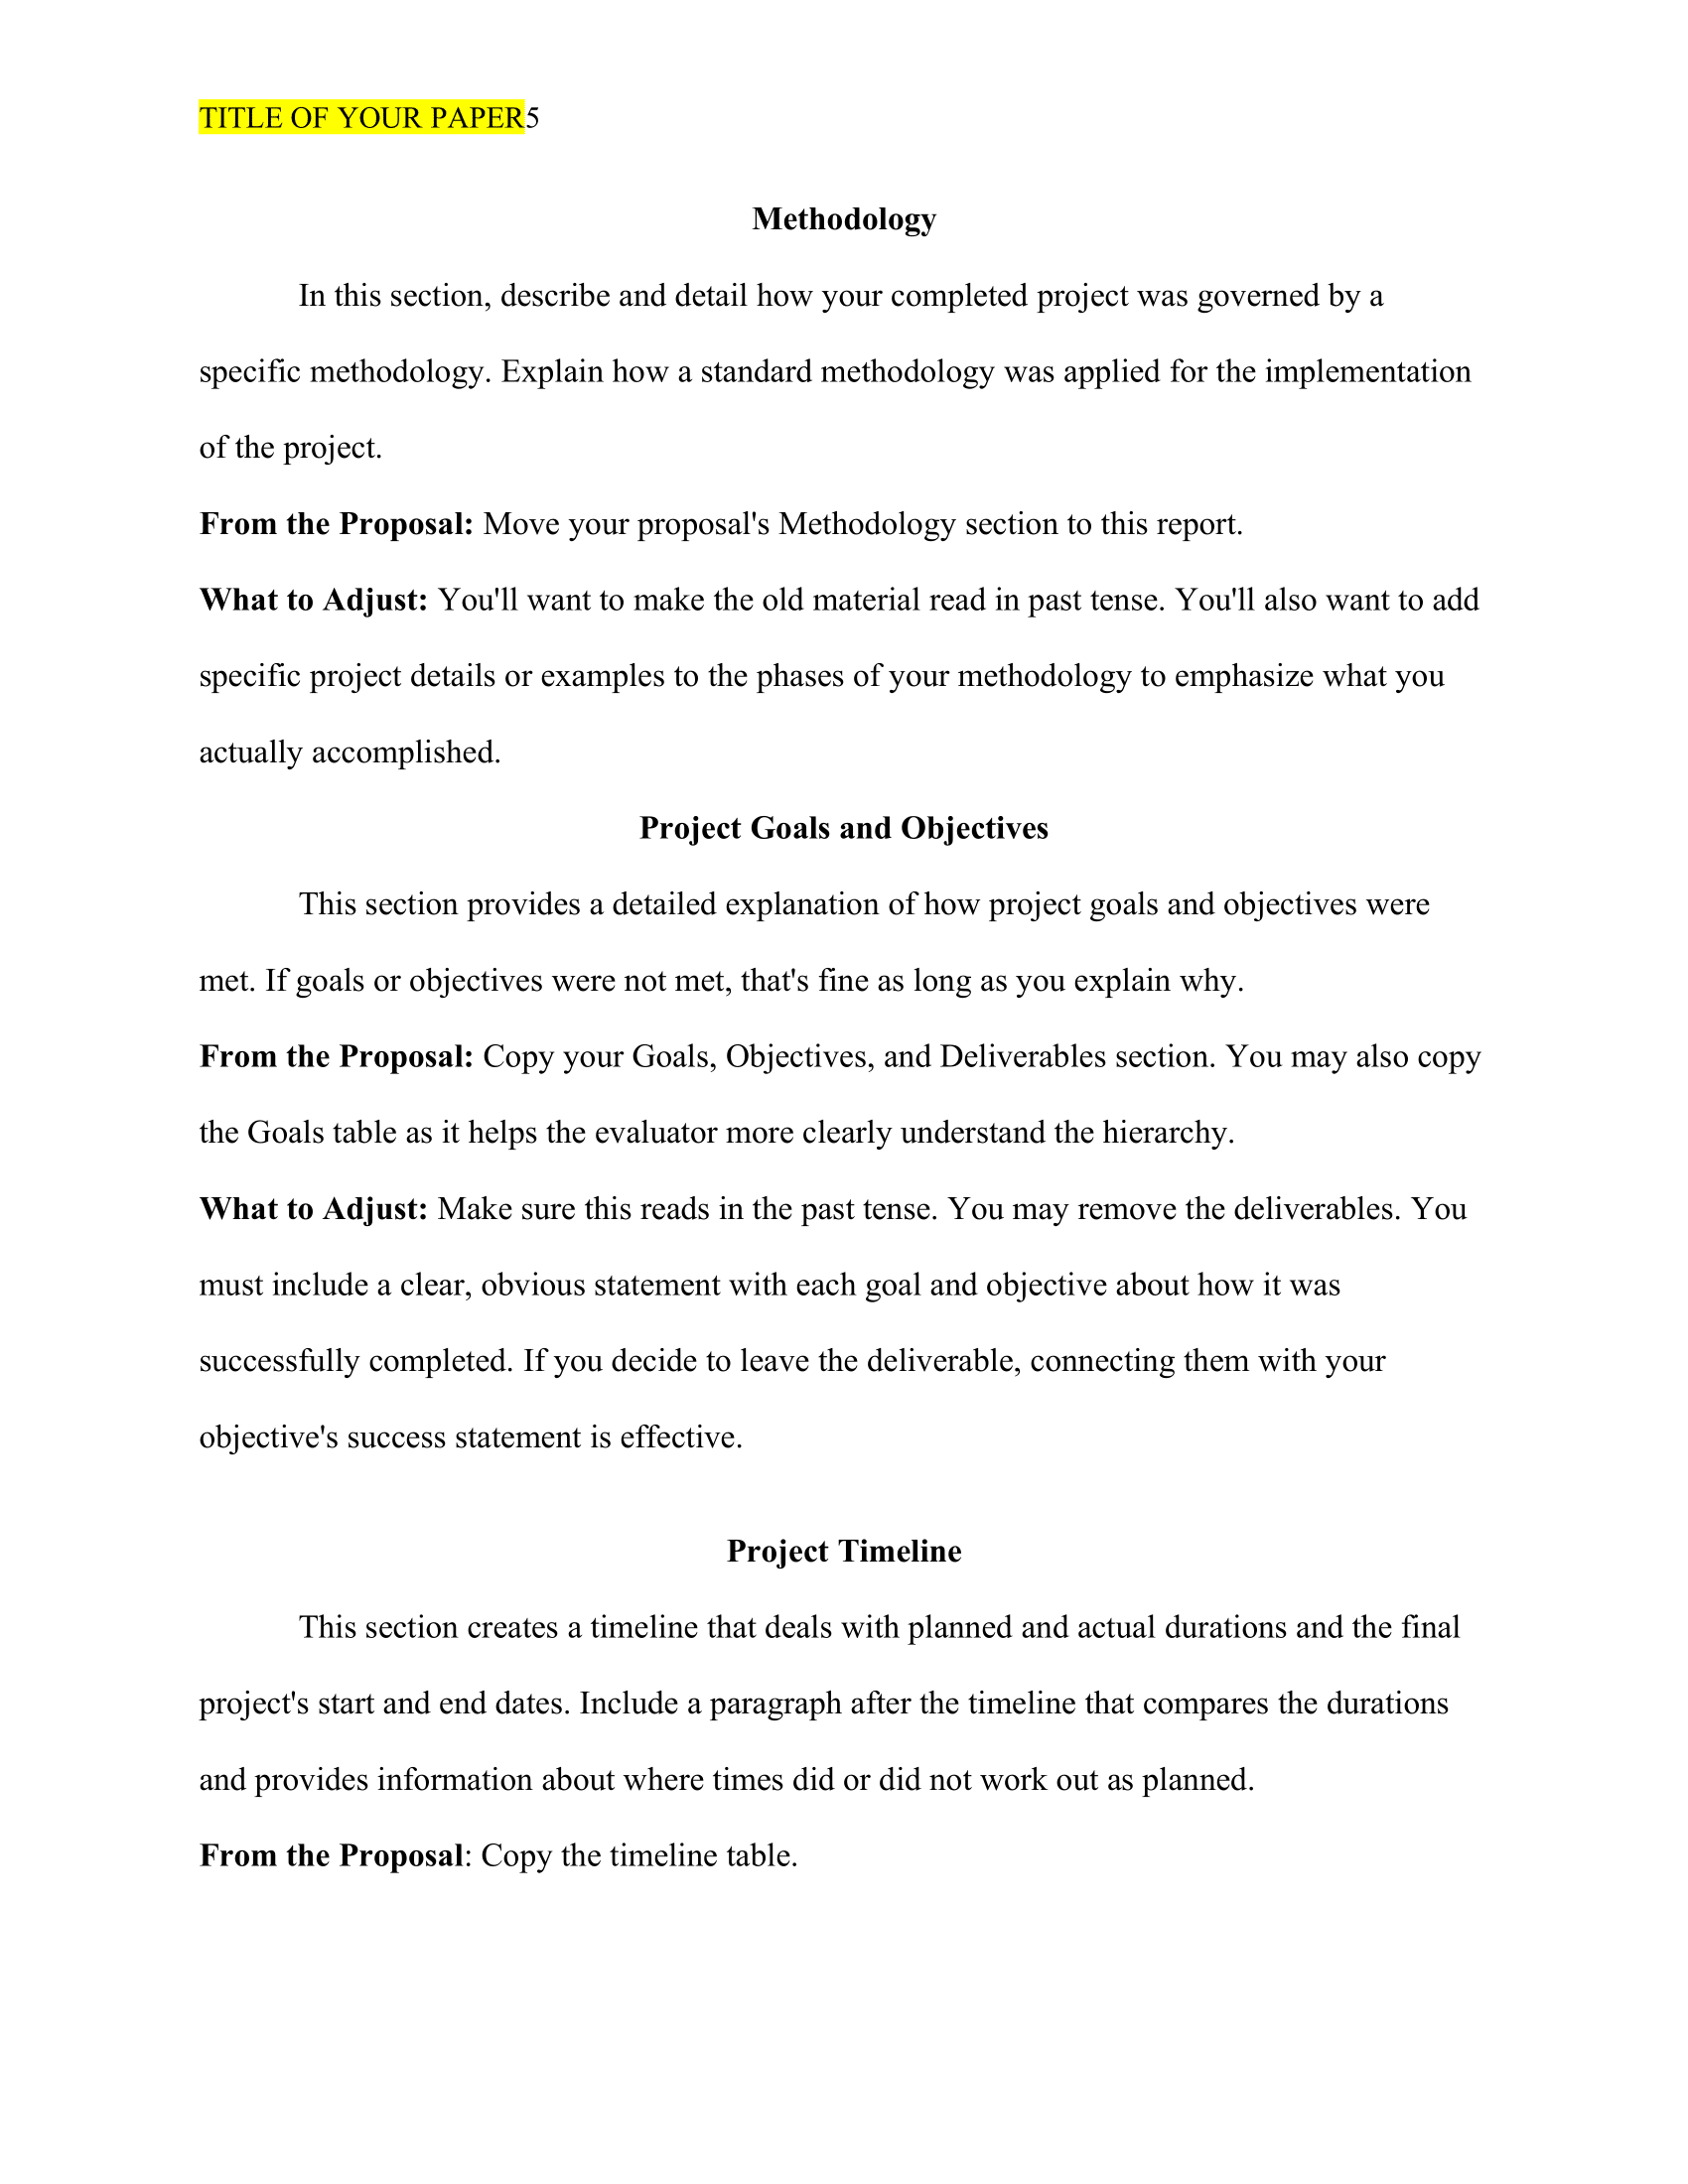 TITLE OF YOUR PAPER5
Methodology
In this section, describe and detail how your completed project was governed by a
specific methodology. Explain how a standard methodology was applied for the implementation
of the project.
From the Proposal: Move your proposal's Methodology section to this report.
What to Adjust: You'll want to make the old material read in past tense. You'll also want to add
specific project details or examples to the phases of your methodology to emphasize what you
actually accomplished.
Project Goals and Objectives
This section provides a detailed explanation of how project goals and objectives were
met. If goals or objectives were not met, that's fine as long as you explain why.
From the Proposal: Copy your Goals, Objectives, and Deliverables section. You may also copy
the Goals table as it helps the evaluator more clearly understand the hierarchy.
What to Adjust: Make sure this reads in the past tense. You may remove the deliverables. You
must include a clear, obvious statement with each goal and objective about how it was
successfully completed. If you decide to leave the deliverable, connecting them with your
objective's success statement is effective.
Project Timeline
This section creates a timeline that deals with planned and actual durations and the final
project's start and end dates. Include a paragraph after the timeline that compares the durations
and provides information about where times did or did not work out as planned.
From the Proposal: Copy the timeline table.